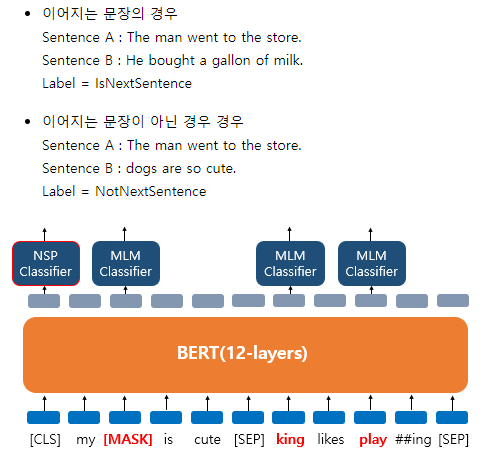 이어지는 문장의 경우
Sentence A : The man went to the store.
Sentence B : He bought a gallon of milk.
Label = IsNextSentence
이어지는 문장이 아닌 경우 경우
Sentence A : The man went to the store.
Sentence B : dogs are so cute.
Label = NotNextSentence
NSP Classifier
MLM Classifier
MLM Classifier
MLM Classifier
BERT(12-layers)
[CLS] my [MASK] is cute [SEP] king likes play ##ing [SEP]